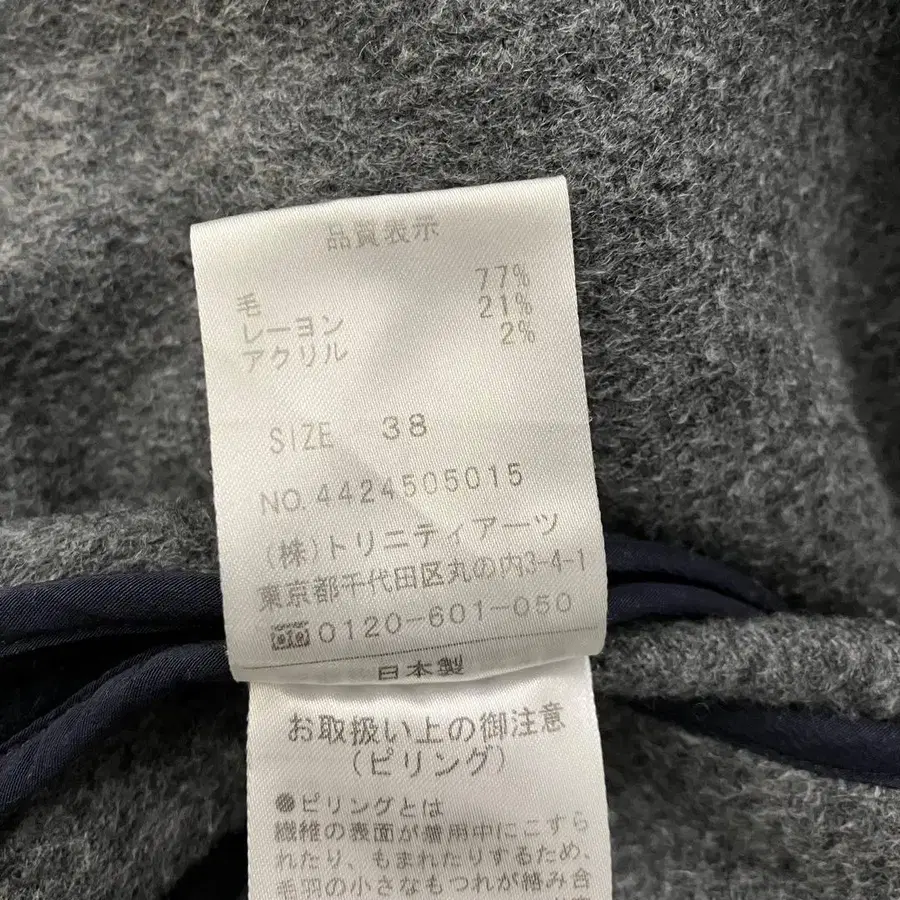 品質表示
毛 77%
レーヨン 21%
アクリル 2%
SIZE 38
NO.4424505015
(株)トリニティアーツ
東京都千代田区丸の内3-4-1
0120-601-050
日本製
お取扱い上の御注意
(ピリング)
●ピリングとは
繊維の表面が着用中にこすら
れたり、もまれたりするため、
毛羽の小さなもつれが絡み合